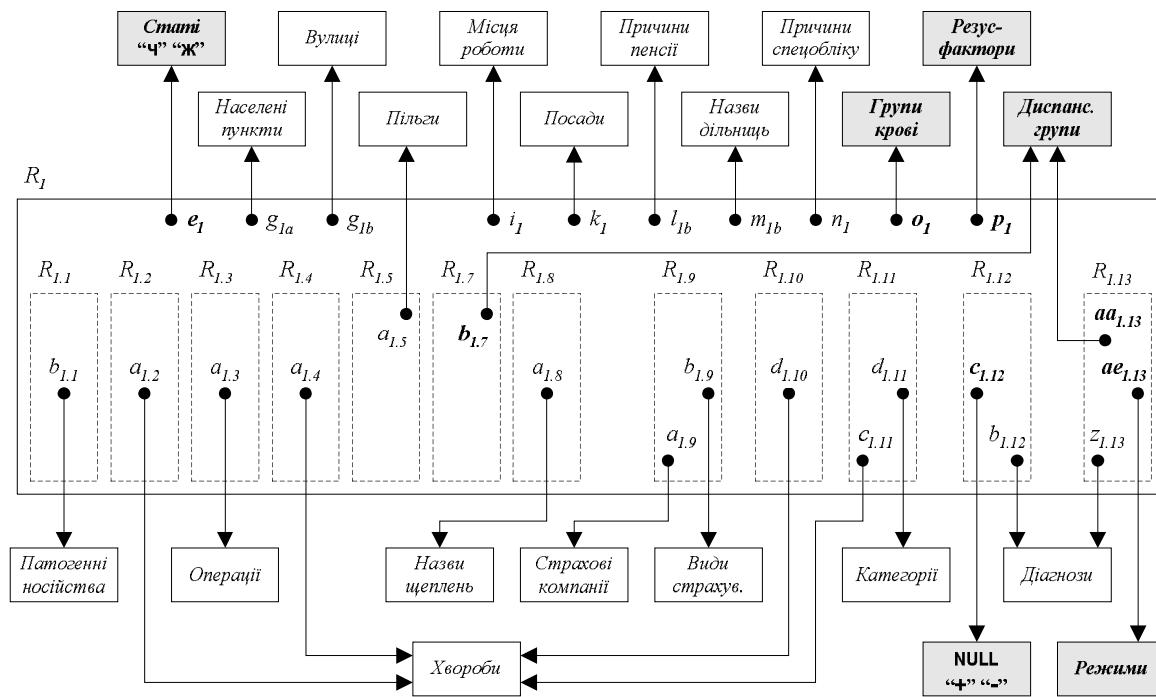 Статі
“Ч” “Ж”
Вулиці
Місця
роботи
Причини
пенсії
Причини
спецобліку
Резус-
фактори
Населені
пункти
Пільги
Посади
Назви
дільниць
Групи
крові
Диспанс.
групи
R1
e1
g1a
g1b
i1
k1
l1b
m1b
n1
o1
p1
R1.1
R1.2
R1.3
R1.4
R1.5
R1.7
R1.8
R1.9
R1.10
R1.11
R1.12
R1.13
aa1.13
a1.5
b1.7
b1.1
a1.2
a1.3
a1.4
a1.8
b1.9
d1.10
d1.11
c1.12
ae1.13
a1.9
c1.11
b1.12
z1.13
Патогенні
носійства
Операції
Назви
щеплень
Страхові
компанії
Види
страхув.
Категорії
Діагнози
Хвороби
NULL
“+” “-”
Режими